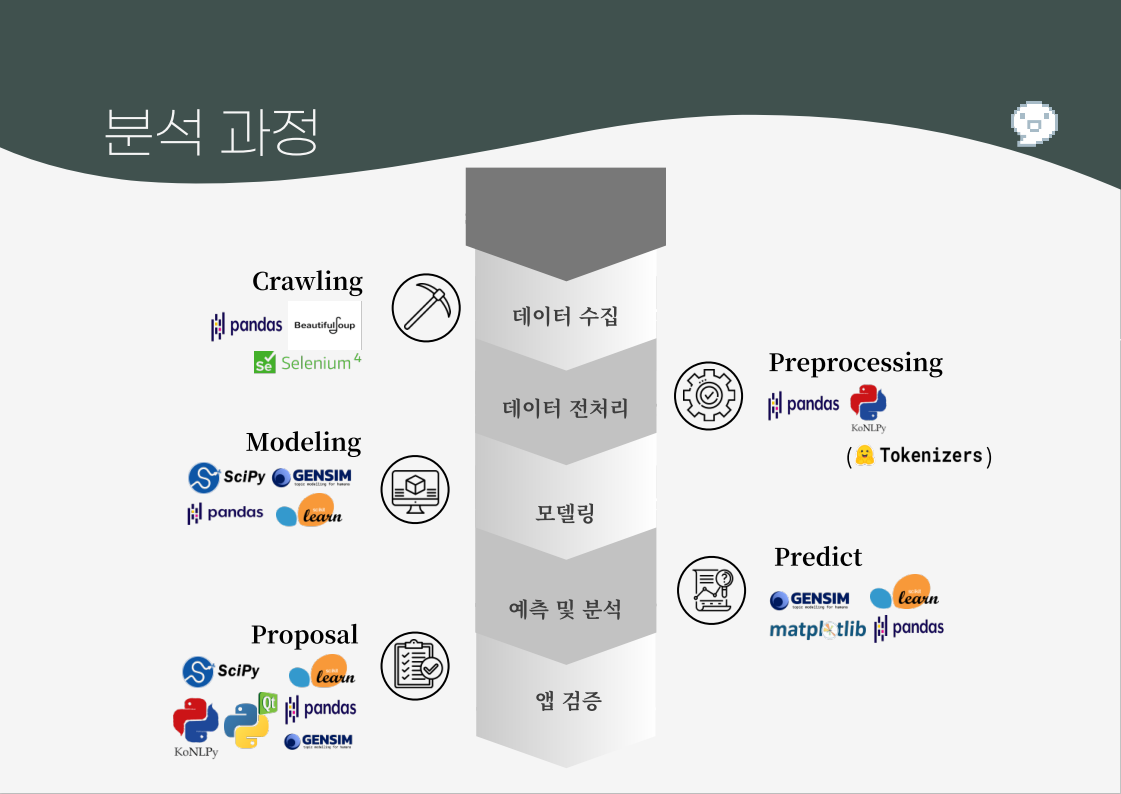 분석 과정
Crawling
pandas
BeautifulSoup
Se Selenium 4
데이터 수집
Preprocessing
pandas
KoNLPy
( Tokenizers )
데이터 전처리
Modeling
SciPy
GENSIM
topic modelling for humans
pandas
learn
모델링
Predict
GENSIM
topic modelling for humans
learn
matplotlib
pandas
예측 및 분석
Proposal
SciPy
learn
Qt
pandas
KoNLPy
GENSIM
topic modelling for humans
앱 검증